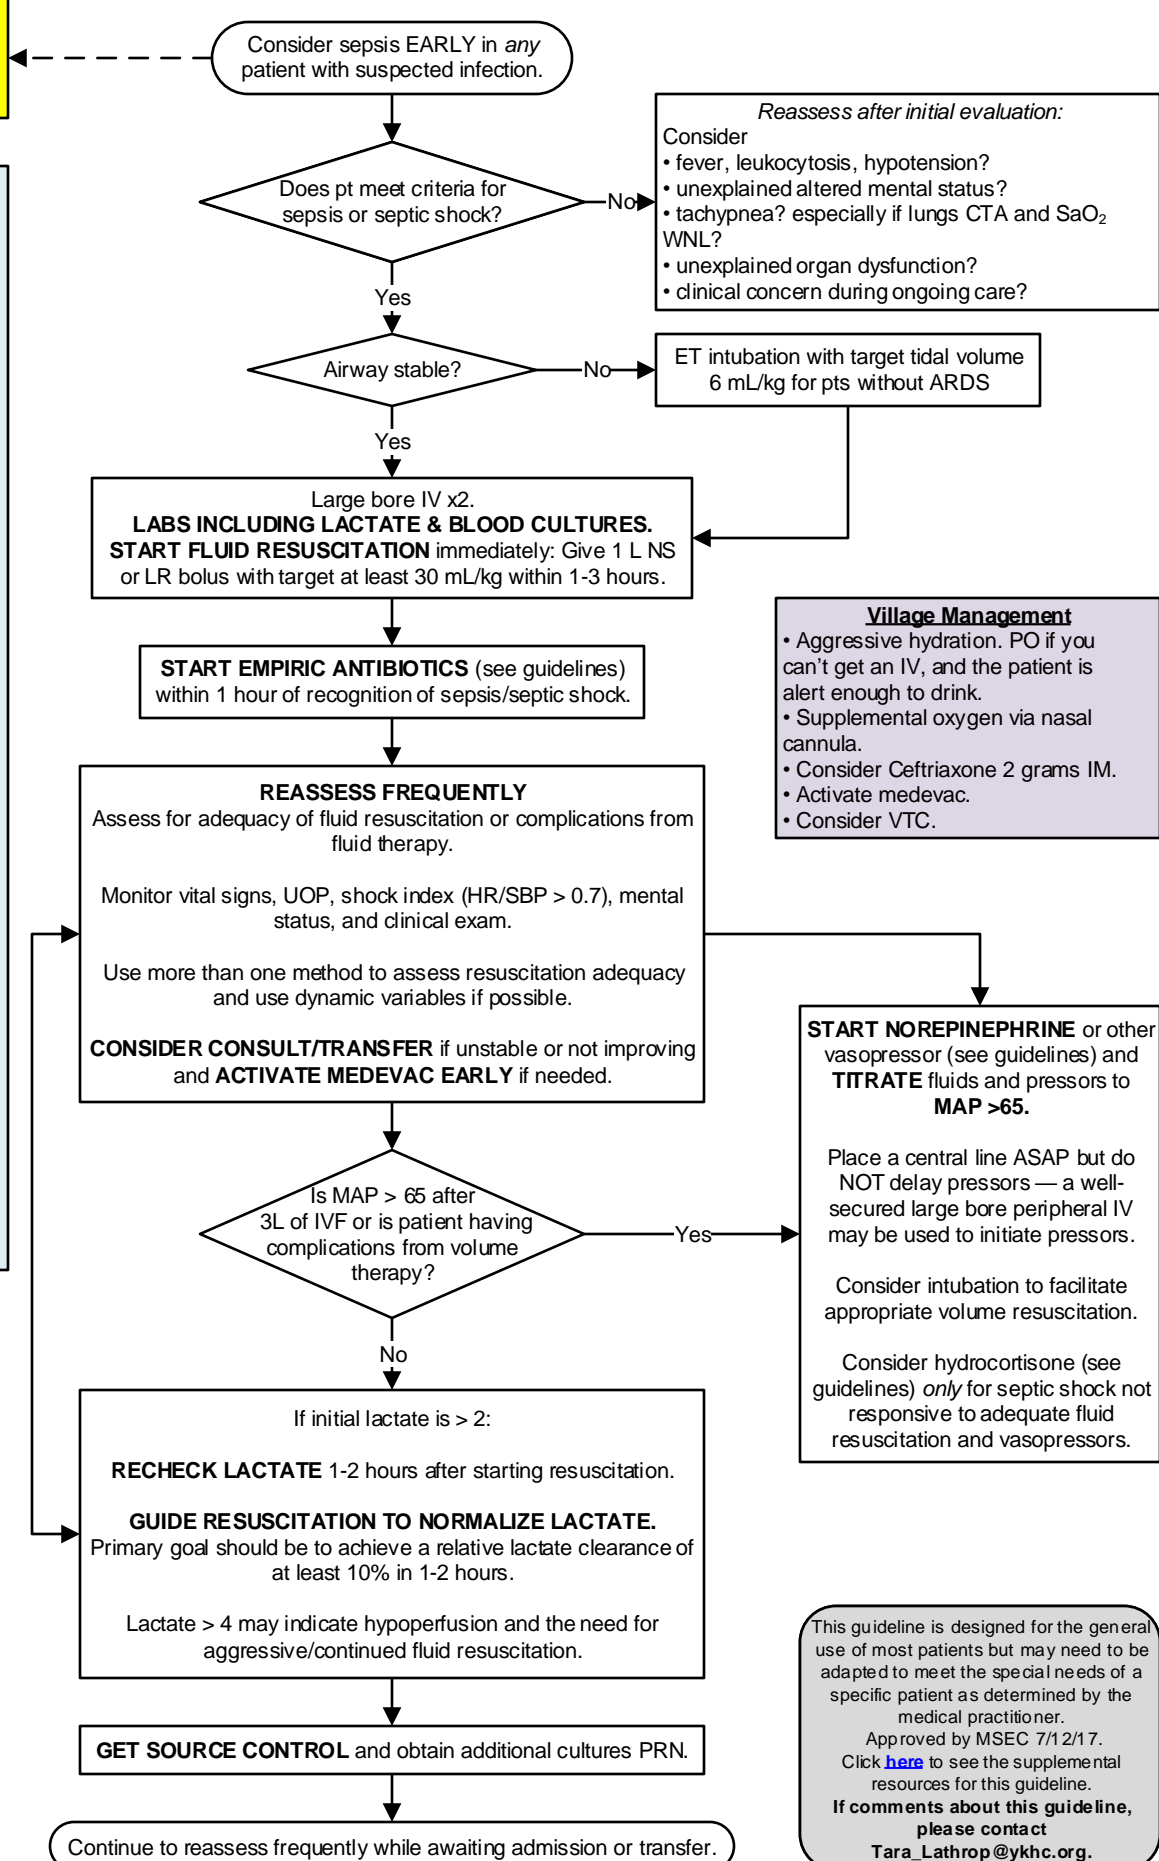 Consider sepsis EARLY in any
patient with suspected infection.
Reassess after initial evaluation:
Consider
• fever, leukocytosis, hypotension?
• unexplained altered mental status?
• tachypnea? especially if lungs CTA and SaO₂
WNL?
• unexplained organ dysfunction?
• clinical concern during ongoing care?
Does pt meet criteria for
sepsis or septic shock?
No
Yes
Airway stable?
No
ET intubation with target tidal volume
6 mL/kg for pts without ARDS
Yes
Large bore IV x2.
LABS INCLUDING LACTATE & BLOOD CULTURES.
START FLUID RESUSCITATION immediately: Give 1 L NS
or LR bolus with target at least 30 mL/kg within 1-3 hours.
Village Management
• Aggressive hydration. PO if you
can't get an IV, and the patient is
alert enough to drink.
• Supplemental oxygen via nasal
cannula.
• Consider Ceftriaxone 2 grams IM.
• Activate medevac.
• Consider VTC.
START EMPIRIC ANTIBIOTICS (see guidelines)
within 1 hour of recognition of sepsis/septic shock.
REASSESS FREQUENTLY
Assess for adequacy of fluid resuscitation or complications from
fluid therapy.
Monitor vital signs, UOP, shock index (HR/SBP > 0.7), mental
status, and clinical exam.
Use more than one method to assess resuscitation adequacy
and use dynamic variables if possible.
CONSIDER CONSULT/TRANSFER if unstable or not improving
and ACTIVATE MEDEVAC EARLY if needed.
START NOREPINEPHRINE or other
vasopressor (see guidelines) and
TITRATE fluids and pressors to
MAP >65.
Place a central line ASAP but do
NOT delay pressors — a well-
secured large bore peripheral IV
may be used to initiate pressors.
Consider intubation to facilitate
appropriate volume resuscitation.
Consider hydrocortisone (see
guidelines) only for septic shock not
responsive to adequate fluid
resuscitation and vasopressors.
Is MAP > 65 after
3L of IVF or is patient having
complications from volume
therapy?
Yes
No
If initial lactate is > 2:
RECHECK LACTATE 1-2 hours after starting resuscitation.
GUIDE RESUSCITATION TO NORMALIZE LACTATE.
Primary goal should be to achieve a relative lactate clearance of
at least 10% in 1-2 hours.
Lactate > 4 may indicate hypoperfusion and the need for
aggressive/continued fluid resuscitation.
GET SOURCE CONTROL and obtain additional cultures PRN.
Continue to reassess frequently while awaiting admission or transfer.
This guideline is designed for the general
use of most patients but may need to be
adapted to meet the special needs of a
specific patient as determined by the
medical practitioner.
Approved by MSEC 7/12/17.
Click here to see the supplemental
resources for this guideline.
If comments about this guideline,
please contact
Tara_Lathrop@ykhc.org.